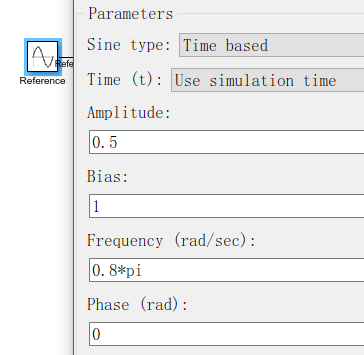 Parameters
Sine type: Time based
Refe
Reference
Time (t): Use simulation time
Amplitude:
0.5
Bias:
1
Frequency (rad/sec):
0.8*pi
Phase (rad):
0